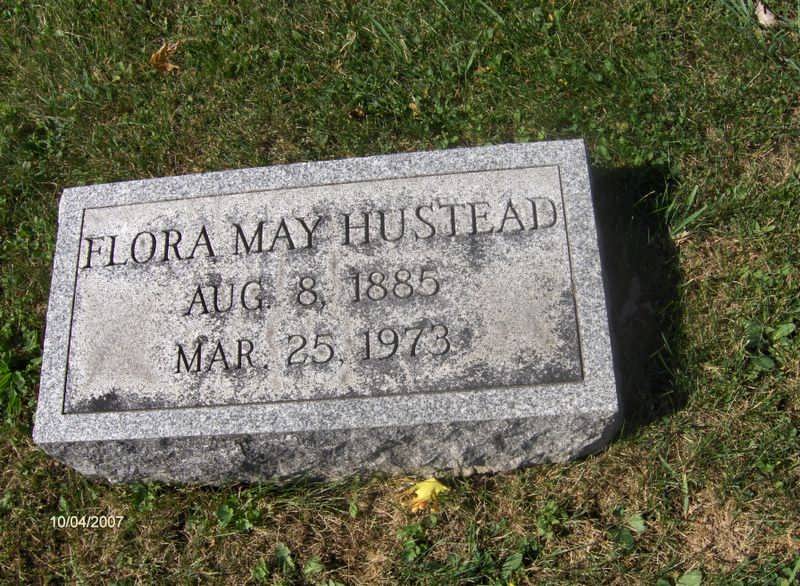 FLORA MAY HUSTEAD
AUG 8, 1885
MAR. 25, 1973
10/04/2007